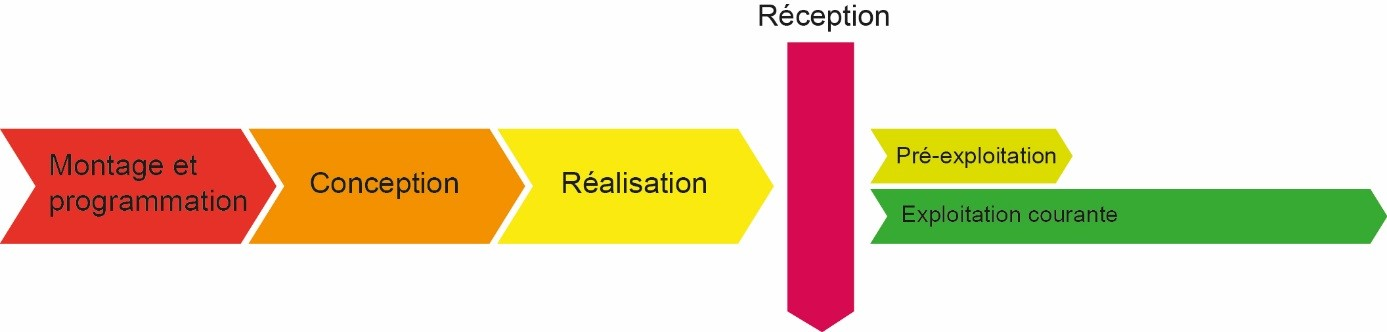 Réception
Montage et
programmation
Conception
Réalisation
Pré-exploitation
Exploitation courante